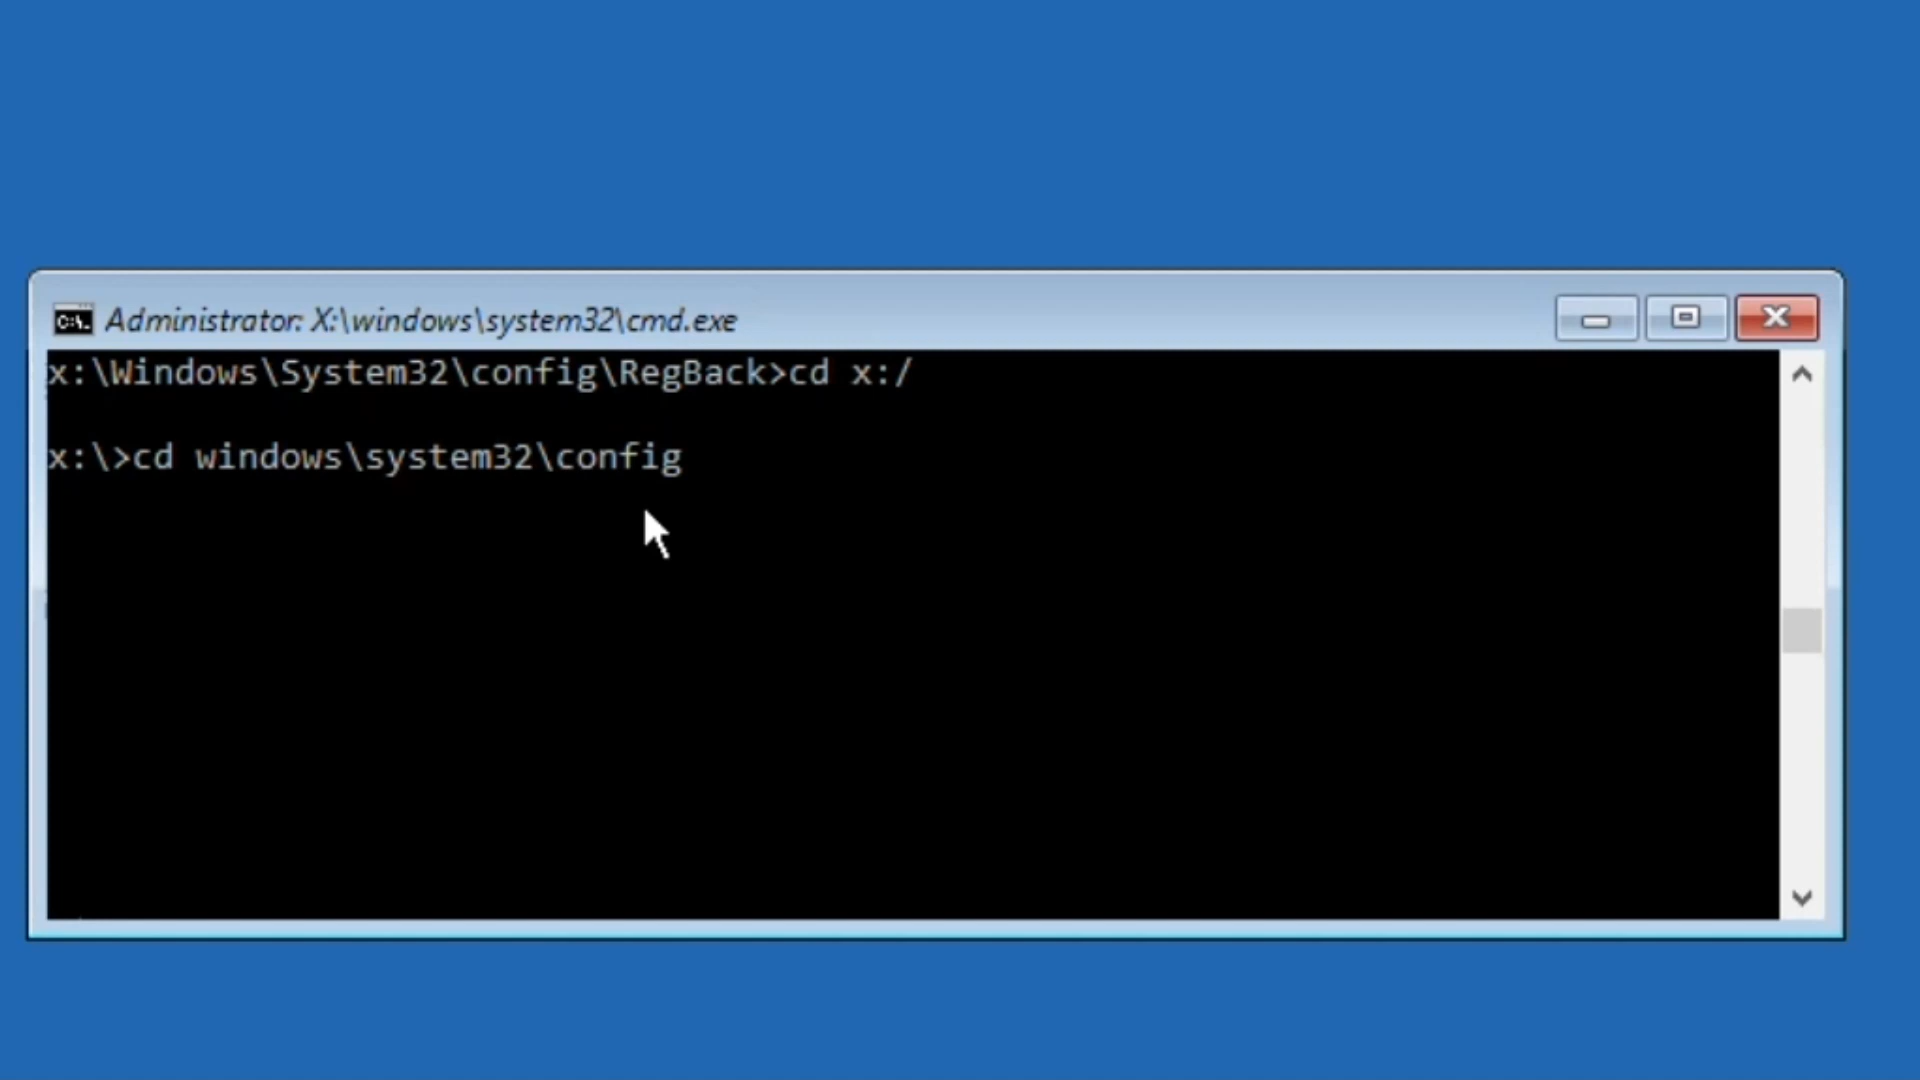 C:\.
Administrator: X:\windows\system32\cmd.exe
x:\Windows\System32\config\RegBack>cd x:/
x:\>cd windows\system32\config